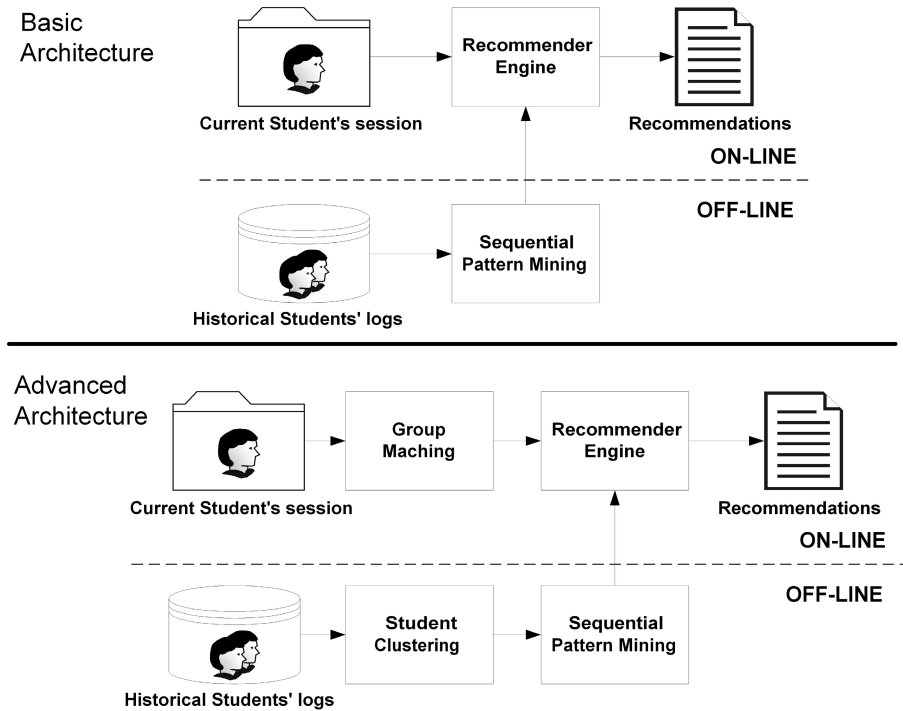 Basic
Architecture
Recommender
Engine
Current Student's session
Recommendations
ON-LINE
OFF-LINE
Sequential
Pattern Mining
Historical Students' logs
Advanced
Architecture
Group
Maching
Recommender
Engine
Current Student's session
Recommendations
ON-LINE
OFF-LINE
Student
Clustering
Sequential
Pattern Mining
Historical Students' logs